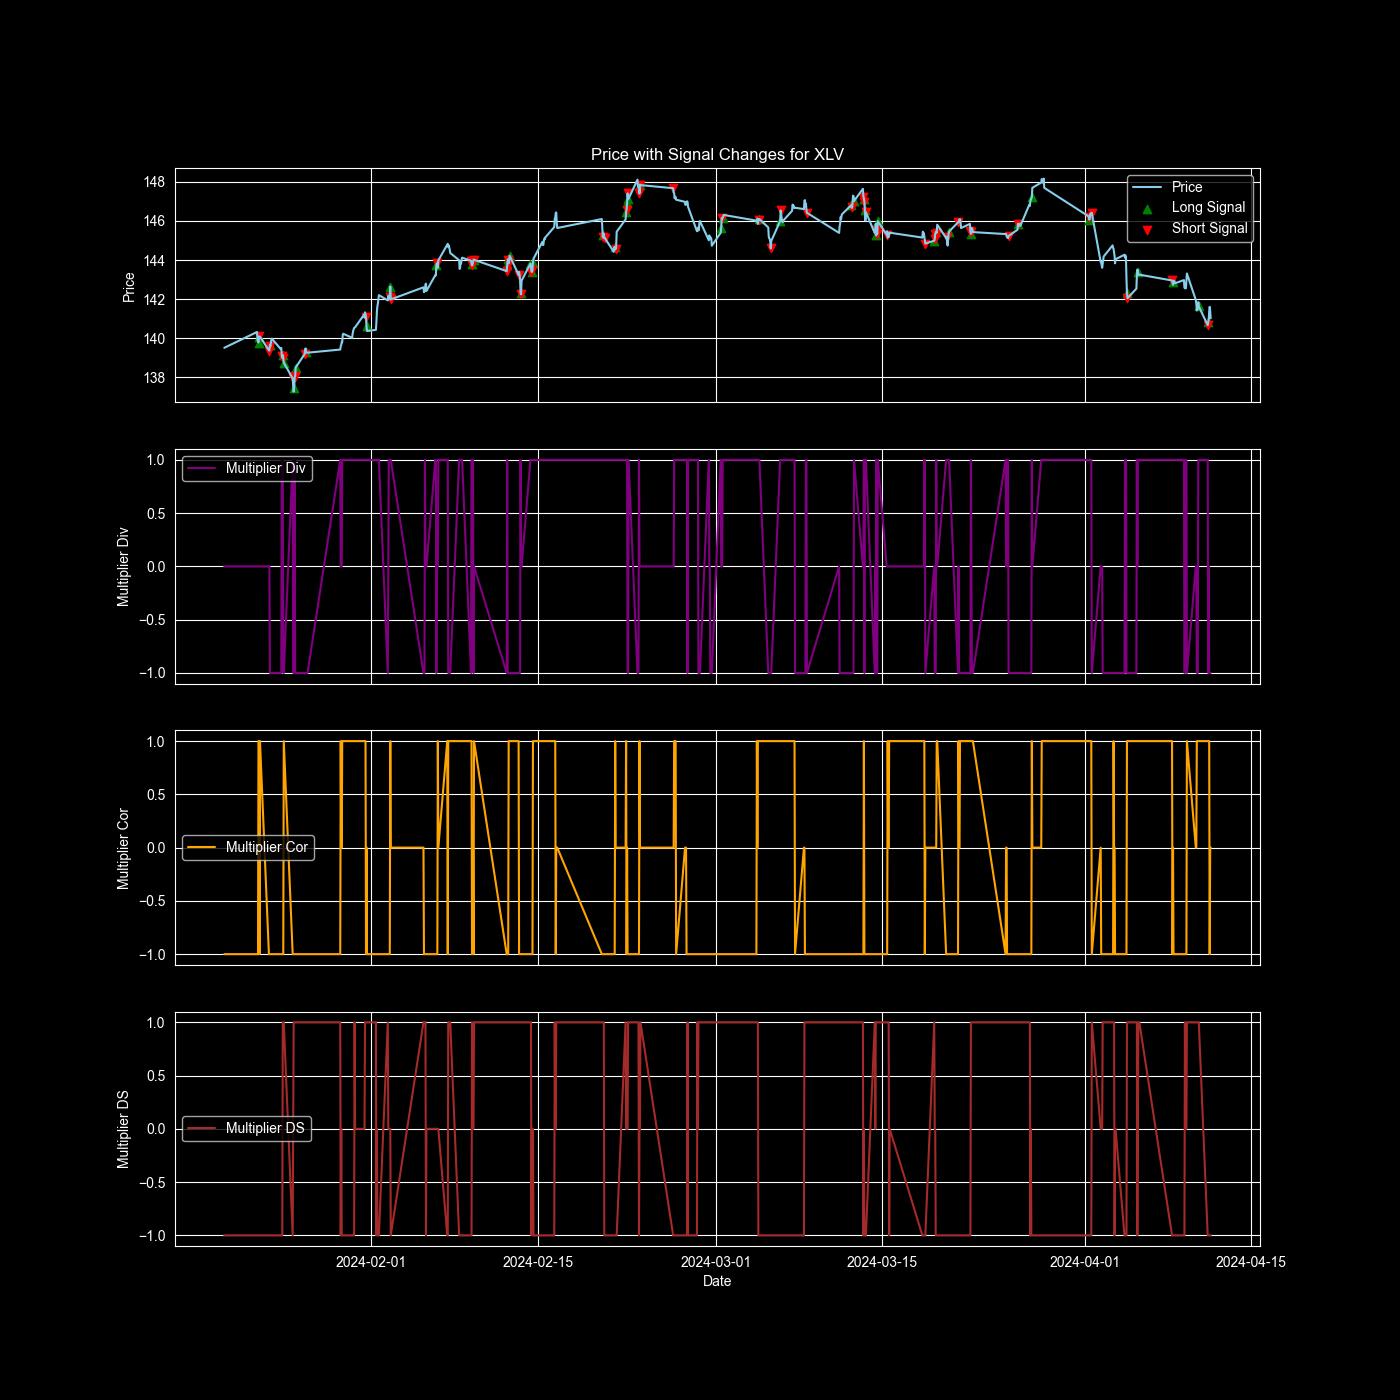 Price with Signal Changes for XLV
148
146
144
142
140
138
Price
Price
Long Signal
Short Signal
1.0
0.5
0.0
−0.5
−1.0
Multiplier Div
Multiplier Div
1.0
0.5
0.0
−0.5
−1.0
Multiplier Cor
Multiplier Cor
1.0
0.5
0.0
−0.5
−1.0
Multiplier DS
Multiplier DS
2024-02-01 2024-02-15 2024-03-01 2024-03-15 2024-04-01 2024-04-15
Date